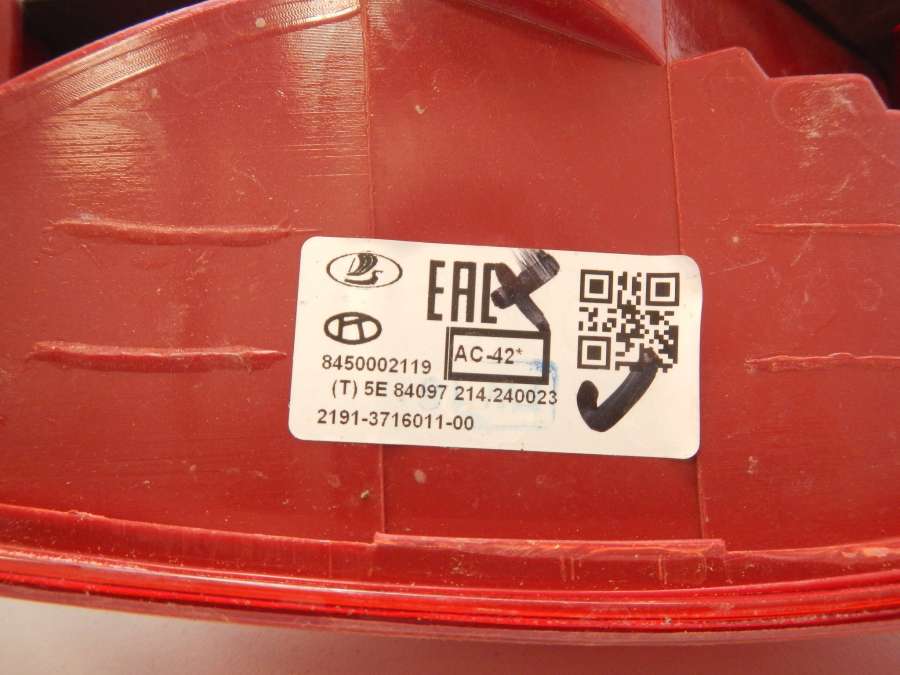 EAC
AC-42*
8450002119
(T) 5E 84097 214.240023
2191-3716011-00